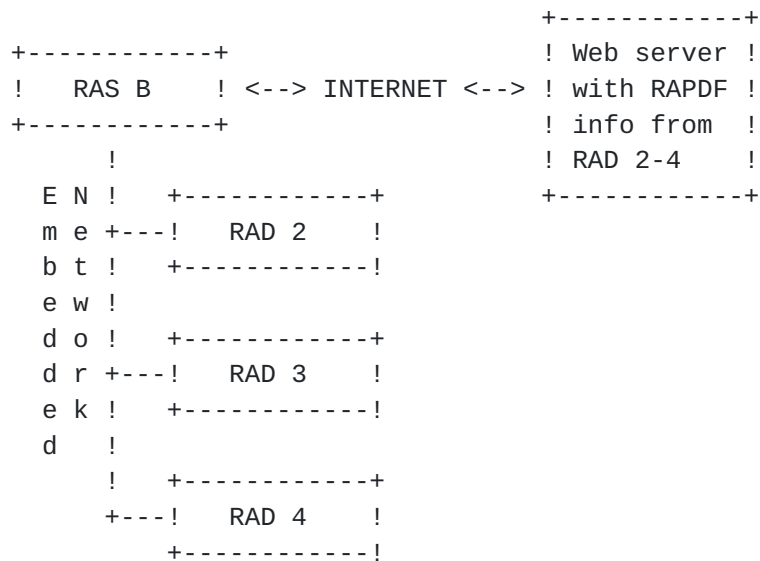 +------------+
+------------+                    ! Web server !
!   RAS B    ! <--> INTERNET <--> ! with RAPDF !
+------------+                    ! info from  !
      !                           ! RAD 2-4    !
  E N !   +------------+          +------------+
  m e +---!   RAD 2    !
  b t !   +------------!
  e w !
  d o !   +------------+
  d r +---!   RAD 3    !
  e k !   +------------!
  d   !
      !   +------------+
      +---!   RAD 4    !
          +------------!